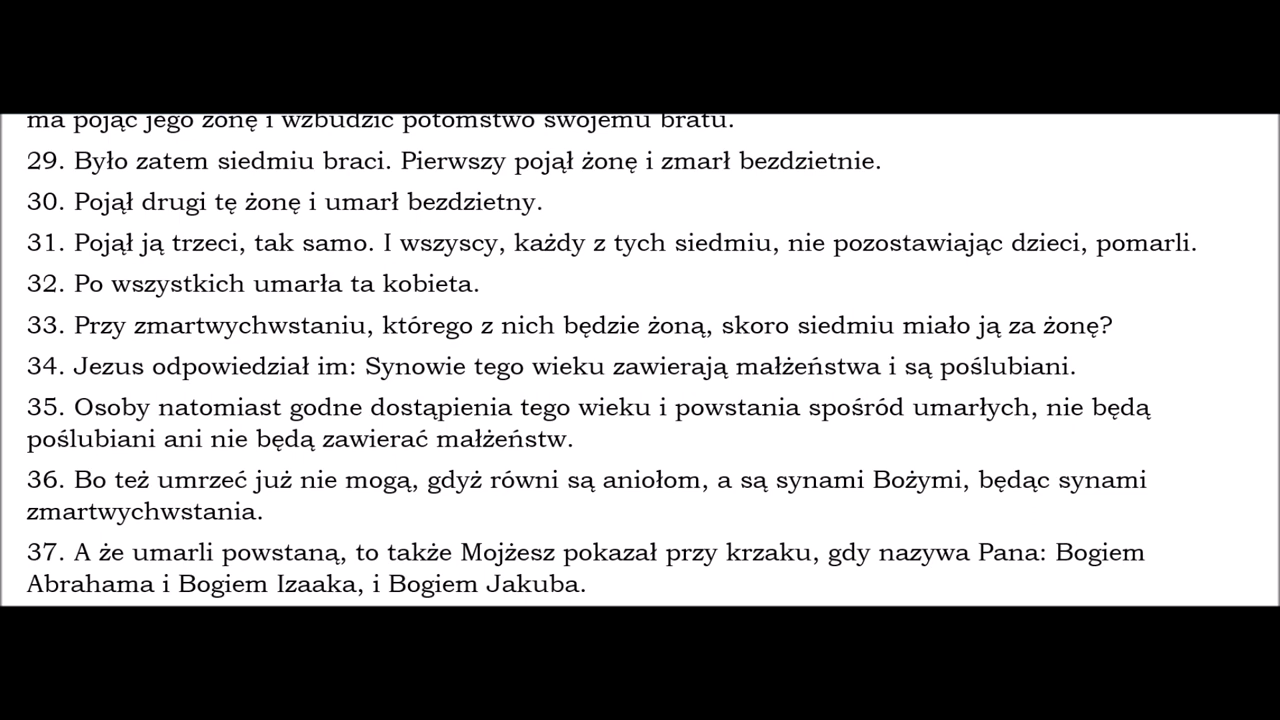 ma pojąć jego żonę i wzbudzić potomstwo swojemu bratu.
29. Było zatem siedmiu braci. Pierwszy pojął żonę i zmarł bezdzietnie.
30. Pojął drugi tę żonę i umarł bezdzietny.
31. Pojął ją trzeci, tak samo. I wszyscy, każdy z tych siedmiu, nie pozostawiając dzieci, pomarli.
32. Po wszystkich umarła ta kobieta.
33. Przy zmartwychwstaniu, którego z nich będzie żoną, skoro siedmiu miało ją za żonę?
34. Jezus odpowiedział im: Synowie tego wieku zawierają małżeństwa i są poślubiani.
35. Osoby natomiast godne dostąpienia tego wieku i powstania spośród umarłych, nie będą
poślubiani ani nie będą zawierać małżeństw.
36. Bo też umrzeć już nie mogą, gdyż równi są aniołom, a są synami Bożymi, będąc synami
zmartwychwstania.
37. A że umarli powstaną, to także Mojżesz pokazał przy krzaku, gdy nazywa Pana: Bogiem
Abrahama i Bogiem Izaaka, i Bogiem Jakuba.